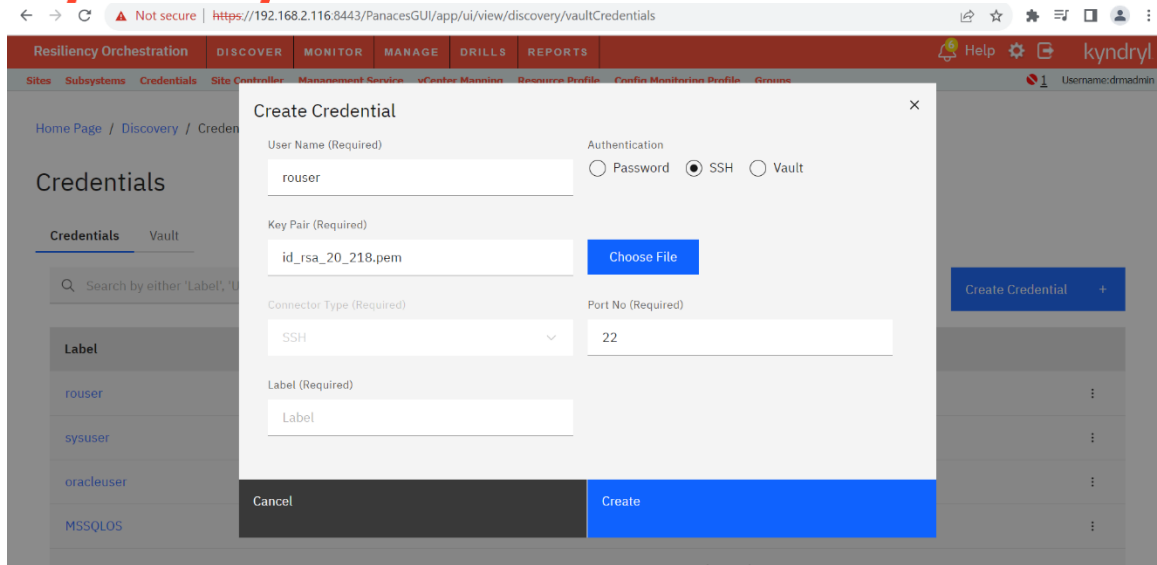 Not secure | https://192.168.2.116:8443/PanacesGUI/app/ui/view/discovery/vaultCredentials
Resiliency Orchestration DISCOVER MONITOR MANAGE DRILLS REPORTS Help kyndryl
Sites Subsystems Credentials Site Controller Management Service vCenter Mapping Resource Profile Config Monitoring Profile Groups 1 Username:drmadmin
Create Credential
Home Page / Discovery / Creden
User Name (Required) Authentication
rouser Password SSH Vault
Credentials
Key Pair (Required)
Credentials Vault
id_rsa_20_218.pem Choose File
Search by either 'Label', 'U Create Credential +
Connector Type (Required) Port No (Required)
SSH 22
Label
Label (Required)
rouser
Label
sysuser
oracleuser
Cancel Create
MSSQLOS